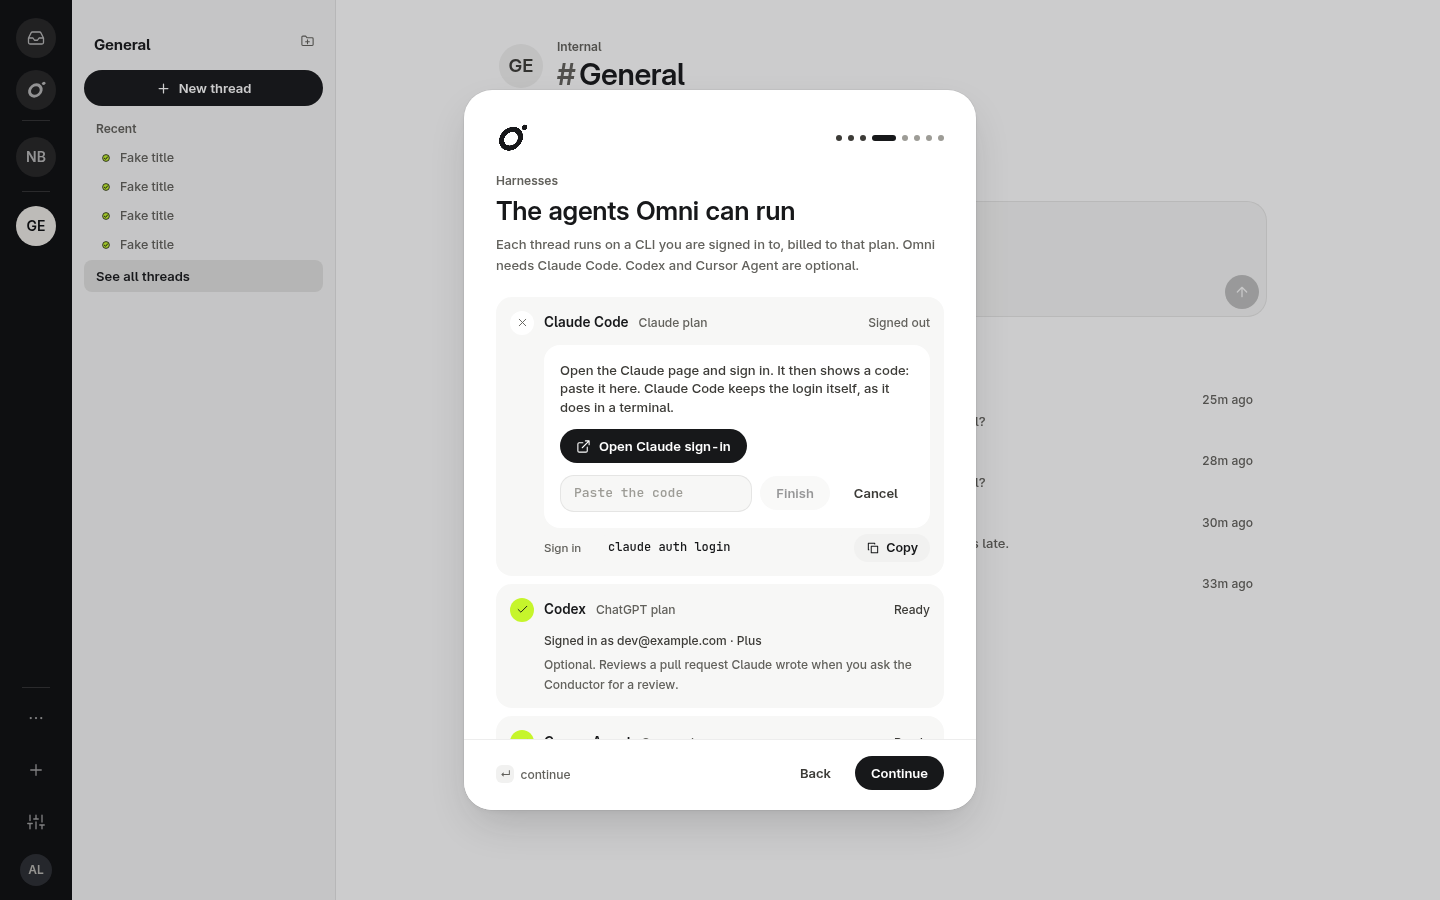 General
New thread
Recent
Fake title
Fake title
Fake title
Fake title
See all threads
NB
GE
AL
GE
Internal
# General
Harnesses
The agents Omni can run
Each thread runs on a CLI you are signed in to, billed to that plan. Omni
needs Claude Code. Codex and Cursor Agent are optional.
Claude Code Claude plan Signed out
Open the Claude page and sign in. It then shows a code:
paste it here. Claude Code keeps the login itself, as it
does in a terminal.
Open Claude sign-in
Paste the code Finish Cancel
Sign in claude auth login Copy
Codex ChatGPT plan Ready
Signed in as dev@example.com · Plus
Optional. Reviews a pull request Claude wrote when you ask the
Conductor for a review.
continue Back Continue
25m ago
l?
28m ago
l?
30m ago
s late.
33m ago